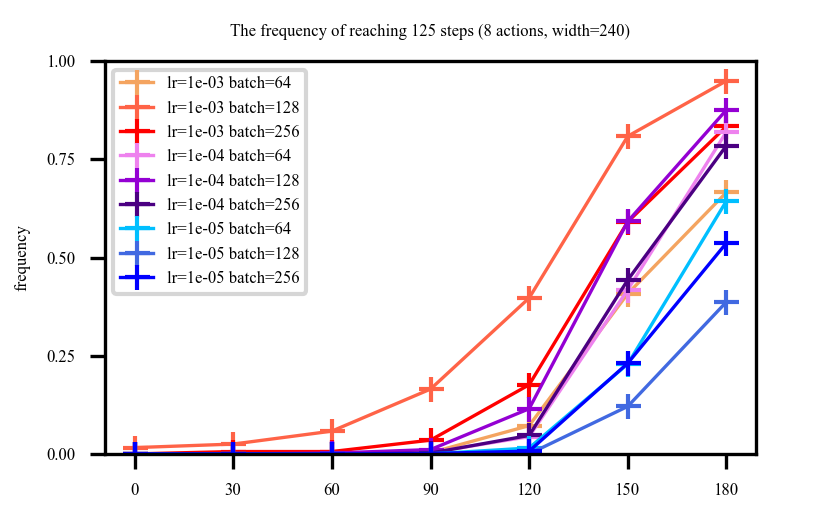 The frequency of reaching 125 steps (8 actions, width=240)
1.00
0.75
0.50
0.25
0.00
frequency
lr=1e-03 batch=64
lr=1e-03 batch=128
lr=1e-03 batch=256
lr=1e-04 batch=64
lr=1e-04 batch=128
lr=1e-04 batch=256
lr=1e-05 batch=64
lr=1e-05 batch=128
lr=1e-05 batch=256
0 30 60 90 120 150 180